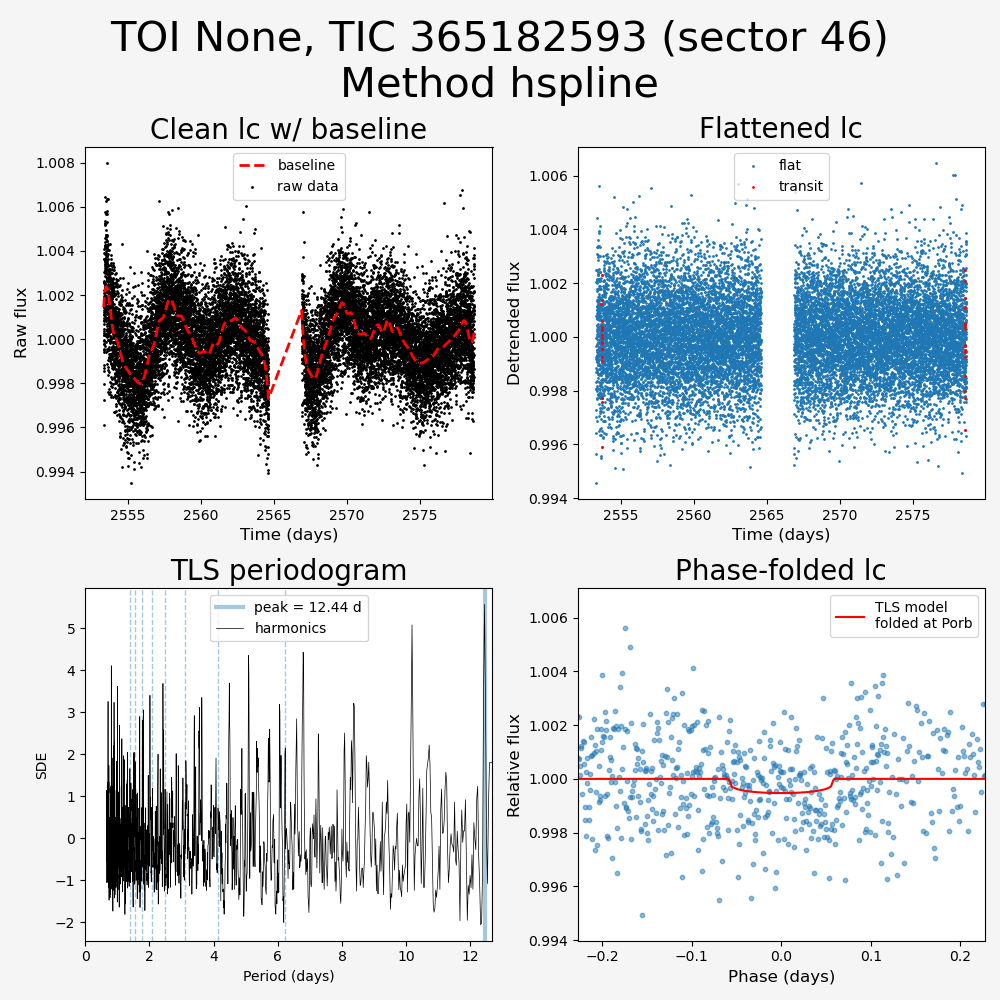 TOI None, TIC 365182593 (sector 46)
Method hspline
Clean lc w/ baseline
baseline
raw data
Raw flux
1.008
1.006
1.004
1.002
1.000
0.998
0.996
0.994
2555
2560
2565
2570
2575
Time (days)
Flattened lc
flat
transit
Detrended flux
1.006
1.004
1.002
1.000
0.998
0.996
0.994
2555
2560
2565
2570
2575
Time (days)
TLS periodogram
peak = 12.44 d
harmonics
SDE
5
4
3
2
1
0
−1
−2
0
2
4
6
8
10
12
Period (days)
Phase-folded lc
TLS model
folded at Porb
Relative flux
1.006
1.004
1.002
1.000
0.998
0.996
0.994
−0.2
−0.1
0.0
0.1
0.2
Phase (days)